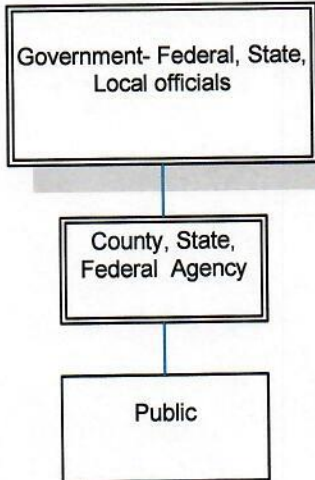 Government- Federal, State,
Local officials
County, State,
Federal Agency
Public